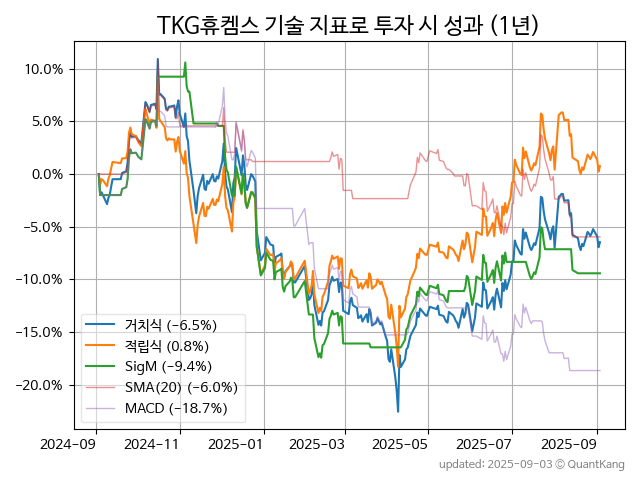 TKG휴켐스 기술 지표로 투자 시 성과 (1년)
10.0%
5.0%
0.0%
−5.0%
−10.0%
−15.0%
−20.0%
거치식 (−6.5%)
적립식 (0.8%)
SigM (−9.4%)
SMA(20) (−6.0%)
MACD (−18.7%)
2024−09
2024−11
2025−01
2025−03
2025−05
2025−07
2025−09
updated: 2025−09−03 © QuantKang